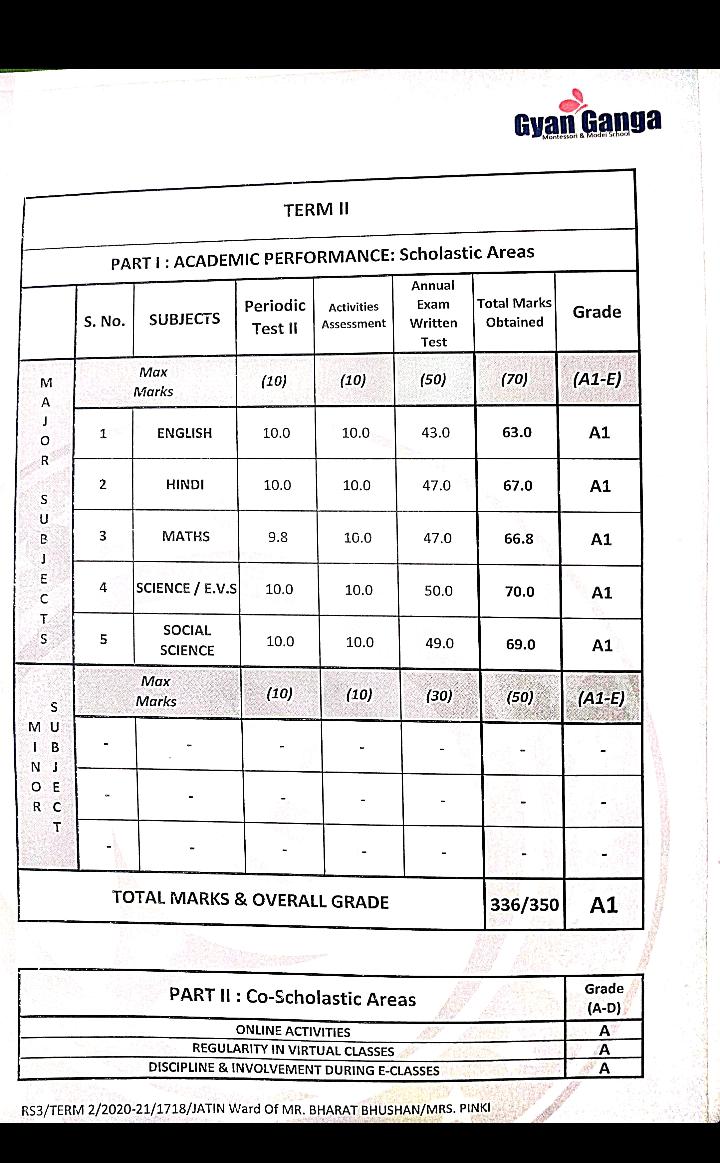 Gyan Ganga
Montessori & Model School
TERM II
PART I : ACADEMIC PERFORMANCE: Scholastic Areas
S. No. SUBJECTS Periodic Test II Activities Assessment Annual Exam Written Test Total Marks Obtained Grade
MAJOR SUBJECTS
Max Marks (10) (10) (50) (70) (A1-E)
1 ENGLISH 10.0 10.0 43.0 63.0 A1
2 HINDI 10.0 10.0 47.0 67.0 A1
3 MATHS 9.8 10.0 47.0 66.8 A1
4 SCIENCE / E.V.S 10.0 10.0 50.0 70.0 A1
5 SOCIAL SCIENCE 10.0 10.0 49.0 69.0 A1
MINOR SUBJECT
Max Marks (10) (10) (30) (50) (A1-E)
- - - - - - -
- - - - - - -
- - - - - - -
TOTAL MARKS & OVERALL GRADE 336/350 A1
PART II : Co-Scholastic Areas Grade (A-D)
ONLINE ACTIVITIES A
REGULARITY IN VIRTUAL CLASSES A
DISCIPLINE & INVOLVEMENT DURING E-CLASSES A
RS3/TERM 2/2020-21/1718/JATIN Ward Of MR. BHARAT BHUSHAN/MRS. PINKI